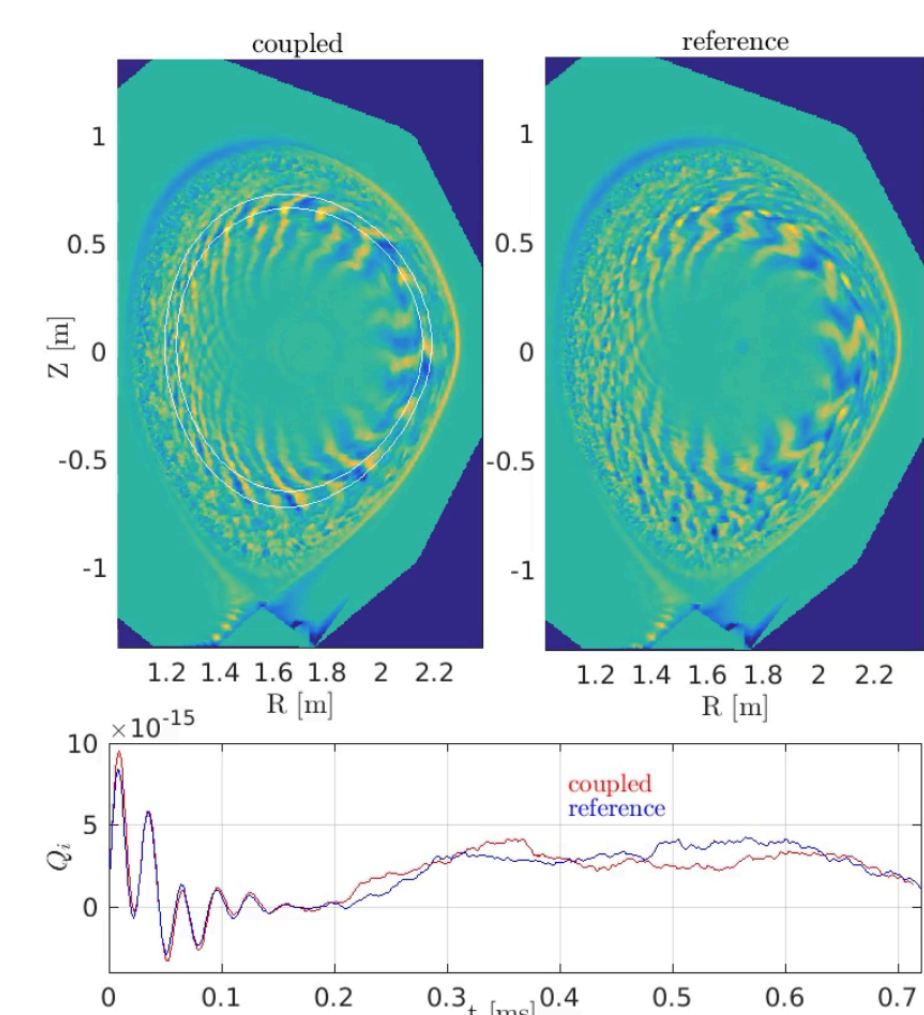 coupled
reference
1
0.5
0
-0.5
-1
Z [m]
1.2 1.4 1.6 1.8 2 2.2
R [m]
1
0.5
0
-0.5
-1
1.2 1.4 1.6 1.8 2 2.2
R [m]
×10-15
10
5
0
Qi
coupled
reference
0 0.1 0.2 0.3 0.4 0.5 0.6 0.7
t [ms]